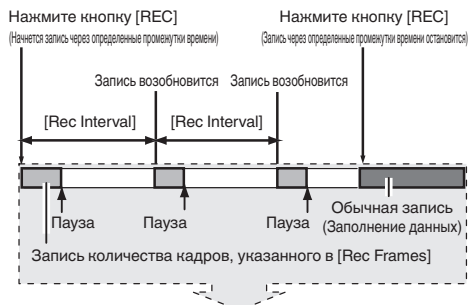 Нажмите кнопку [REC]
Нажмите кнопку [REC]
(Начнется запись через определенные промежутки времени)
(Запись через определенные промежутки времени остановится)
Запись возобновится
Запись возобновится
[Rec Interval]
[Rec Interval]
Пауза
Пауза
Пауза
Обычная запись
(Заполнение данных)
Запись количества кадров, указанного в [Rec Frames]